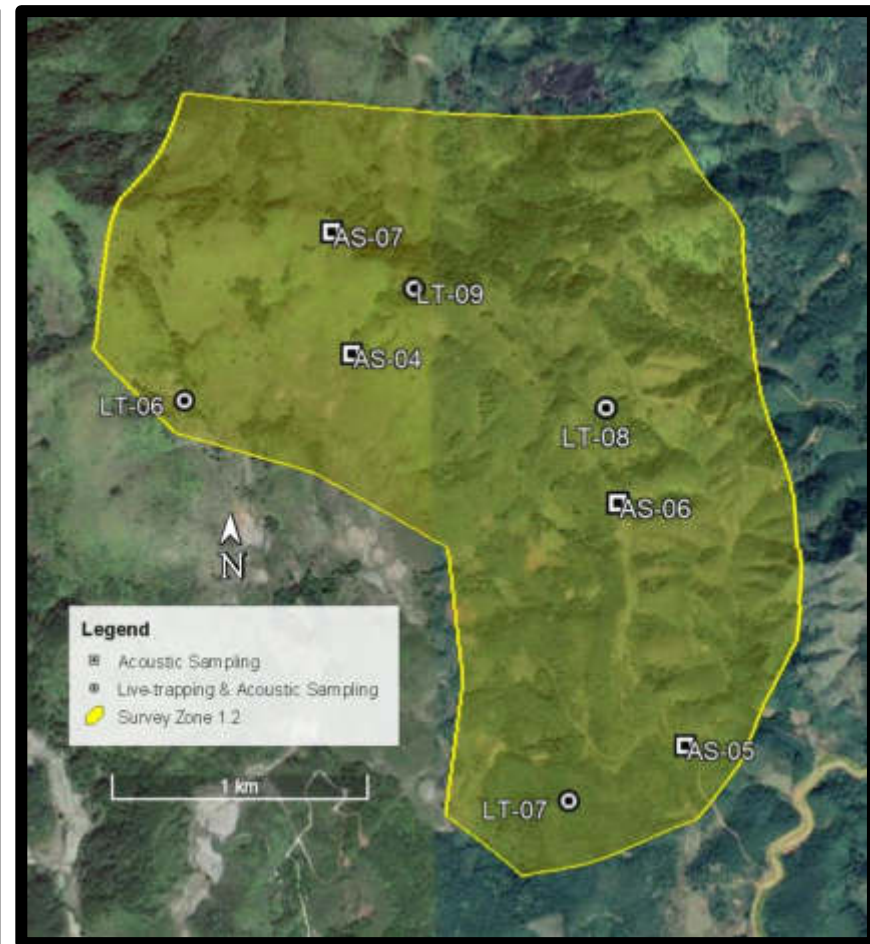 AS-07
LT-09
AS-04
LT-06
LT-08
AS-06
N
Legend
Acoustic Sampling
Live-trapping & Acoustic Sampling
Survey Zone 1.2
AS-05
1 km
LT-07